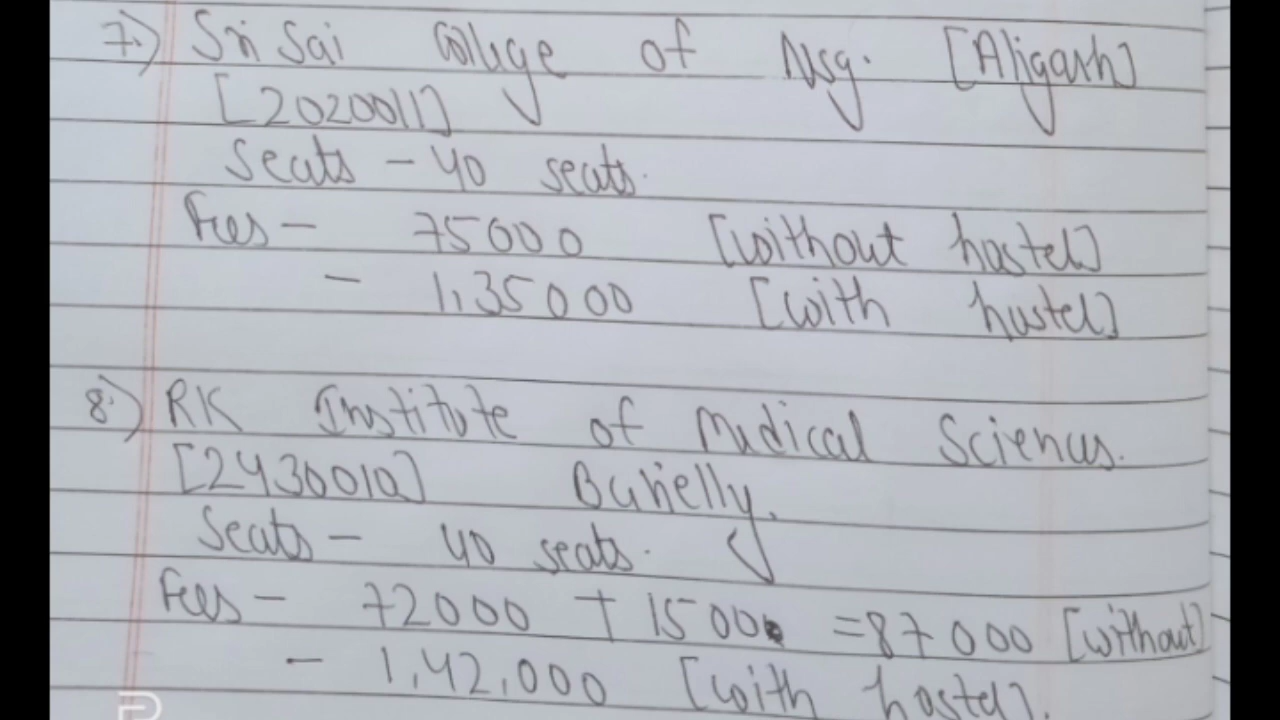 7.) Sri Sai College of Nsg. [Aligarh]
[2020011]
Seats - 40 seats.
Fees - 75000 [without hostel]
- 1,35000 [with hostel]
8.) RK Institute of Medical Sciences.
[2430010] Bareilly.
Seats - 40 seats.
Fees - 72000 + 15000 = 87000 [without]
- 1,42,000 [with hostel].